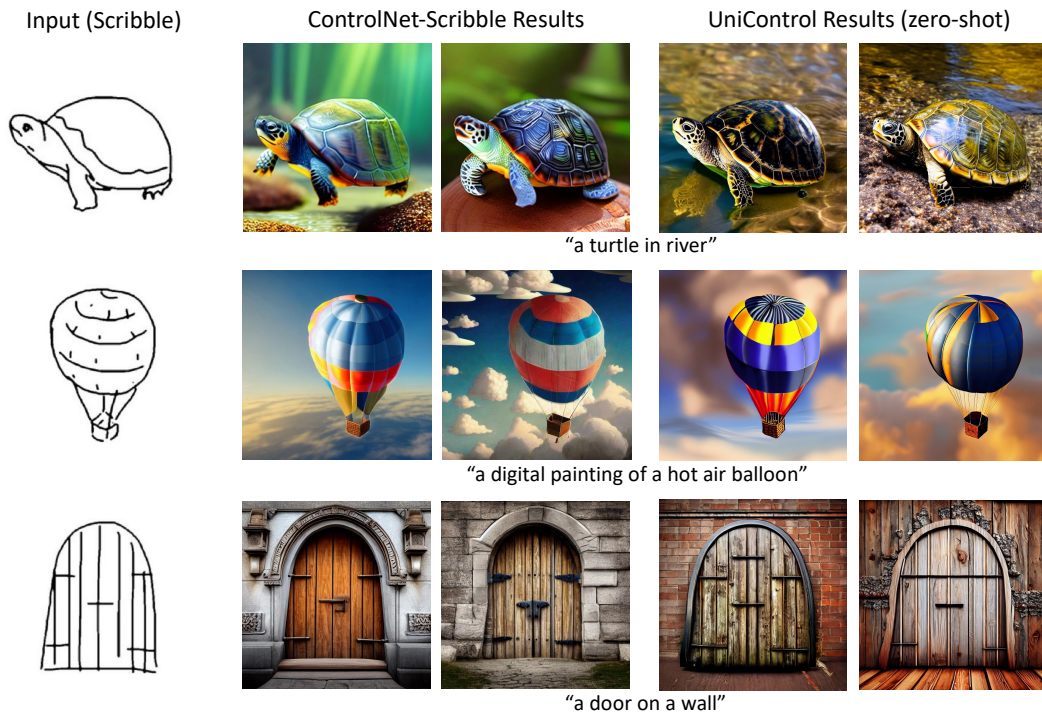 Input (Scribble)
ControlNet-Scribble Results
UniControl Results (zero-shot)
“a turtle in river”
“a digital painting of a hot air balloon”
“a door on a wall”